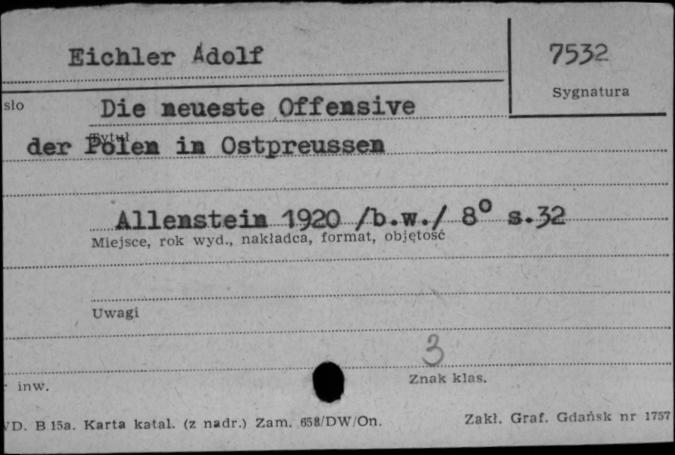 Eichler Adolf
7532
Sygnatura
sło
Die neueste Offensive
Tytuł
der Polen in Ostpreussen
Allenstein 1920 /b.w./ 8° s.32
Miejsce, rok wyd., nakładca, format, objętość
Uwagi
3
Znak klas.
inw.
D. B 15a. Karta katal. (z nadr.) Zam. 658/DW/On.
Zakł. Graf. Gdańsk nr 1757